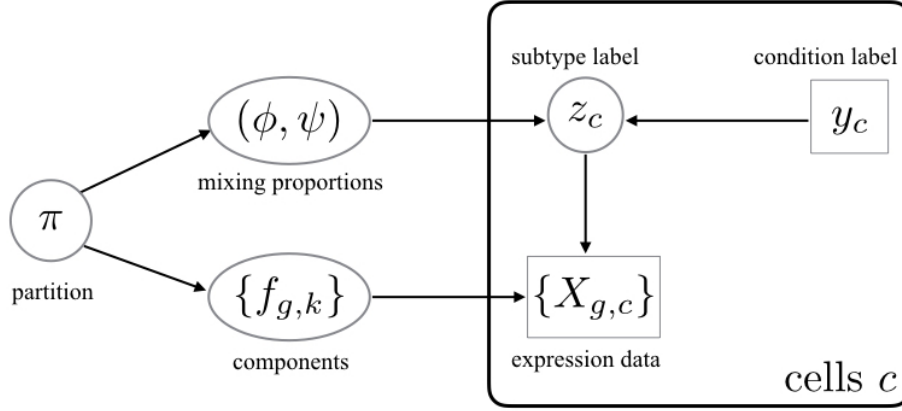 subtype label
condition label
(ϕ, ψ)
z_c
y_c
mixing proportions
π
partition
{f_{g,k}}
{X_{g,c}}
components
expression data
cells c